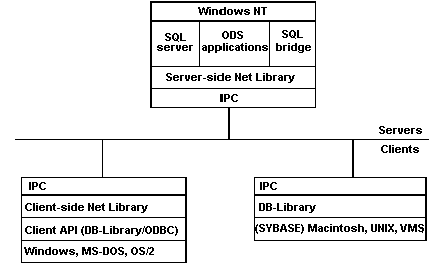 Windows NT
SQL server
ODS applications
SQL bridge
Server-side Net Library
IPC
Servers
Clients
IPC
Client-side Net Library
Client API (DB-Library/ODBC)
Windows, MS-DOS, OS/2
IPC
DB-Library
(SYBASE) Macintosh, UNIX, VMS